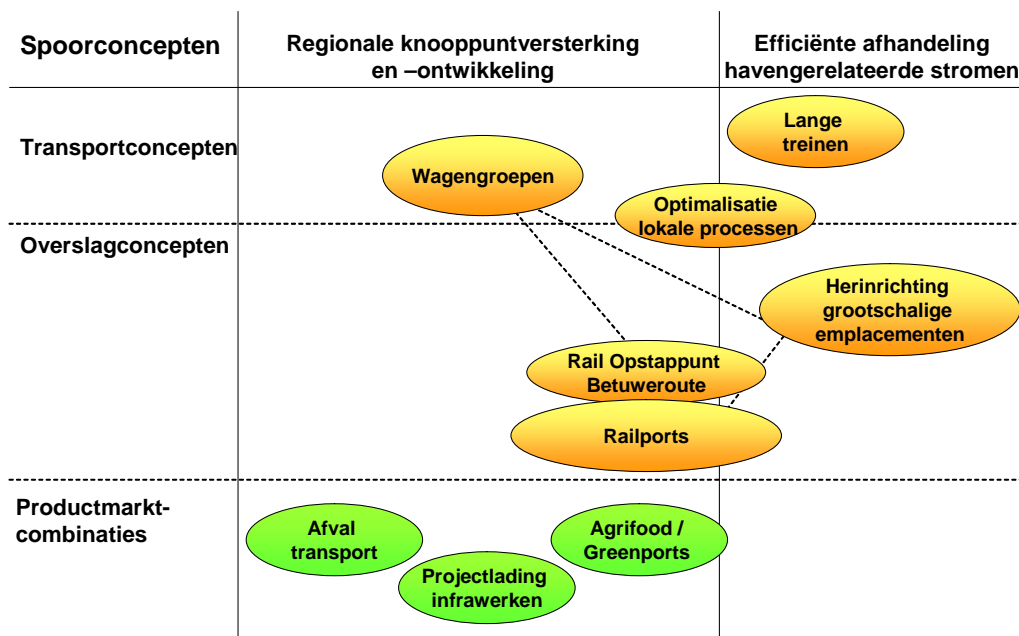 Spoorconcepten
Regionale knooppuntversterking
en –ontwikkeling
Efficiënte afhandeling
havengerelateerde stromen
Transportconcepten
Lange
treinen
Wagengroepen
Optimalisatie
lokale processen
Overslagconcepten
Herinrichting
grootschalige
emplacementen
Rail Opstappunt
Betuweroute
Railports
Productmarkt-
combinaties
Afval
transport
Agrifood /
Greenports
Projectlading
infrawerken